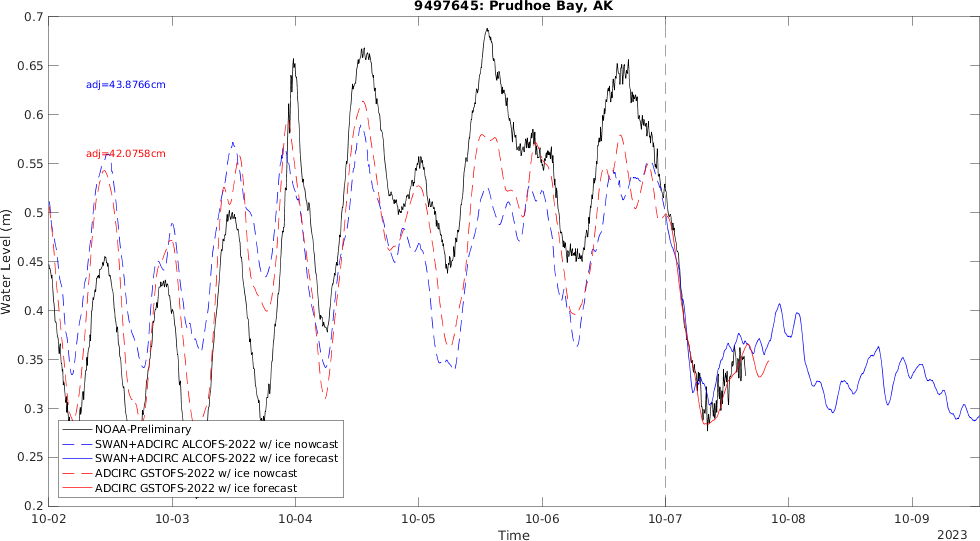 9497645: Prudhoe Bay, AK
0.7
0.65
0.6
0.55
0.5
0.45
0.4
0.35
0.3
0.25
0.2
Water Level (m)
adj=43.8766cm
adj=42.0758cm
NOAA-Preliminary
SWAN+ADCIRC ALCOFS-2022 w/ ice nowcast
SWAN+ADCIRC ALCOFS-2022 w/ ice forecast
ADCIRC GSTOFS-2022 w/ ice nowcast
ADCIRC GSTOFS-2022 w/ ice forecast
10-02 10-03 10-04 10-05 10-06 10-07 10-08 10-09
Time
2023